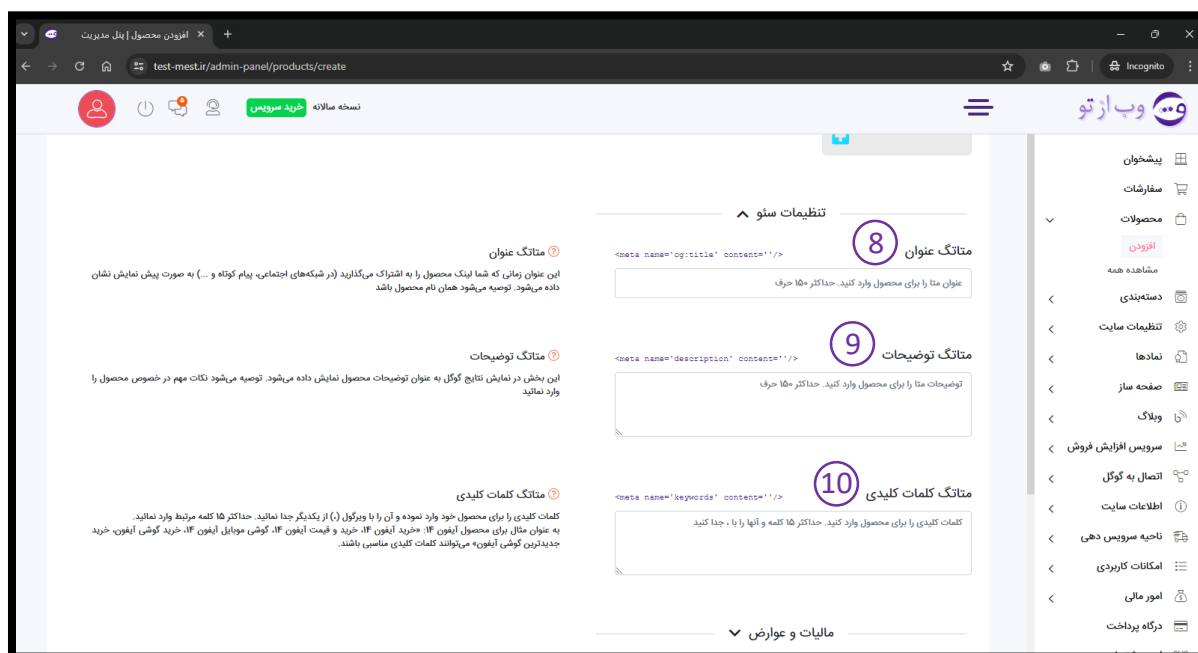 افزودن محصول | پنل مدیریت
test-mest.ir/admin-panel/products/create
Incognito
وب از تو
نسخه سالانه خرید سرویس
پیشخوان
سفارشات
محصولات
افزودن
مشاهده همه
دسته‌بندی
تنظیمات سایت
نمادها
صفحه ساز
وبلاگ
سرویس افزایش فروش
اتصال به گوگل
اطلاعات سایت
ناحیه سرویس دهی
امکانات کاربردی
امور مالی
درگاه پرداخت
تنظیمات سئو
متاتگ عنوان 8 <meta name='og:title' content=''/>
عنوان متا را برای محصول وارد کنید. حداکثر ۱۵۰ حرف
متاتگ عنوان
این عنوان زمانی که شما لینک محصول را به اشتراک می‌گذارید (در شبکه‌های اجتماعی، پیام کوتاه و ...) به صورت پیش نمایش نشان
داده می‌شود. توصیه می‌شود همان نام محصول باشد
متاتگ توضیحات 9 <meta name='description' content=''/>
توضیحات متا را برای محصول وارد کنید. حداکثر ۱۵۰ حرف
متاتگ توضیحات
این بخش در نمایش نتایج گوگل به عنوان توضیحات محصول نمایش داده می‌شود. توصیه می‌شود نکات مهم در خصوص محصول را
وارد نمائید
متاتگ کلمات کلیدی 10 <meta name='keywords' content=''/>
کلمات کلیدی را برای محصول وارد کنید. حداکثر ۱۵ کلمه و آنها را با ، جدا کنید
متاتگ کلمات کلیدی
کلمات کلیدی را برای محصول خود وارد نموده و آن را با ویرگول (،) از یکدیگر جدا نمائید. حداکثر ۱۵ کلمه مرتبط وارد نمائید.
به عنوان مثال برای محصول آیفون ۱۴: «خرید آیفون ۱۴، خرید و قیمت آیفون ۱۴، گوشی موبایل آیفون ۱۴، خرید گوشی آیفون، خرید
جدیدترین گوشی آیفون» می‌توانند کلمات کلیدی مناسبی باشند.
مالیات و عوارض